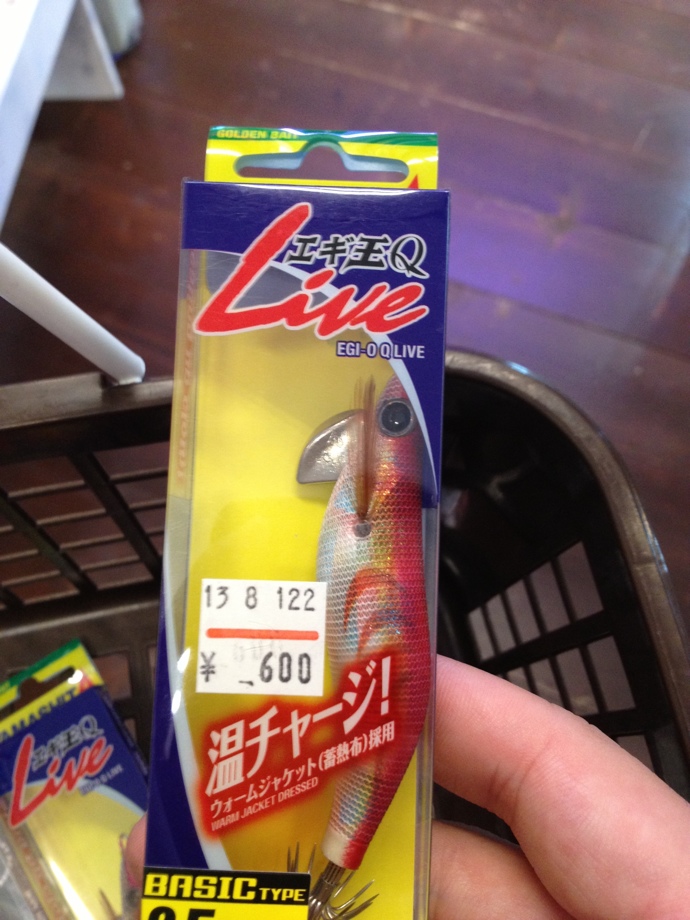 GOLDEN BAIT
エギ王Q
Live
EGI-O Q LIVE
13 8 122
¥ 600
温チャージ!
ウォームジャケット(蓄熱布)採用
WARM JACKET DRESSED
BASIC TYPE
エギ王Q
Live